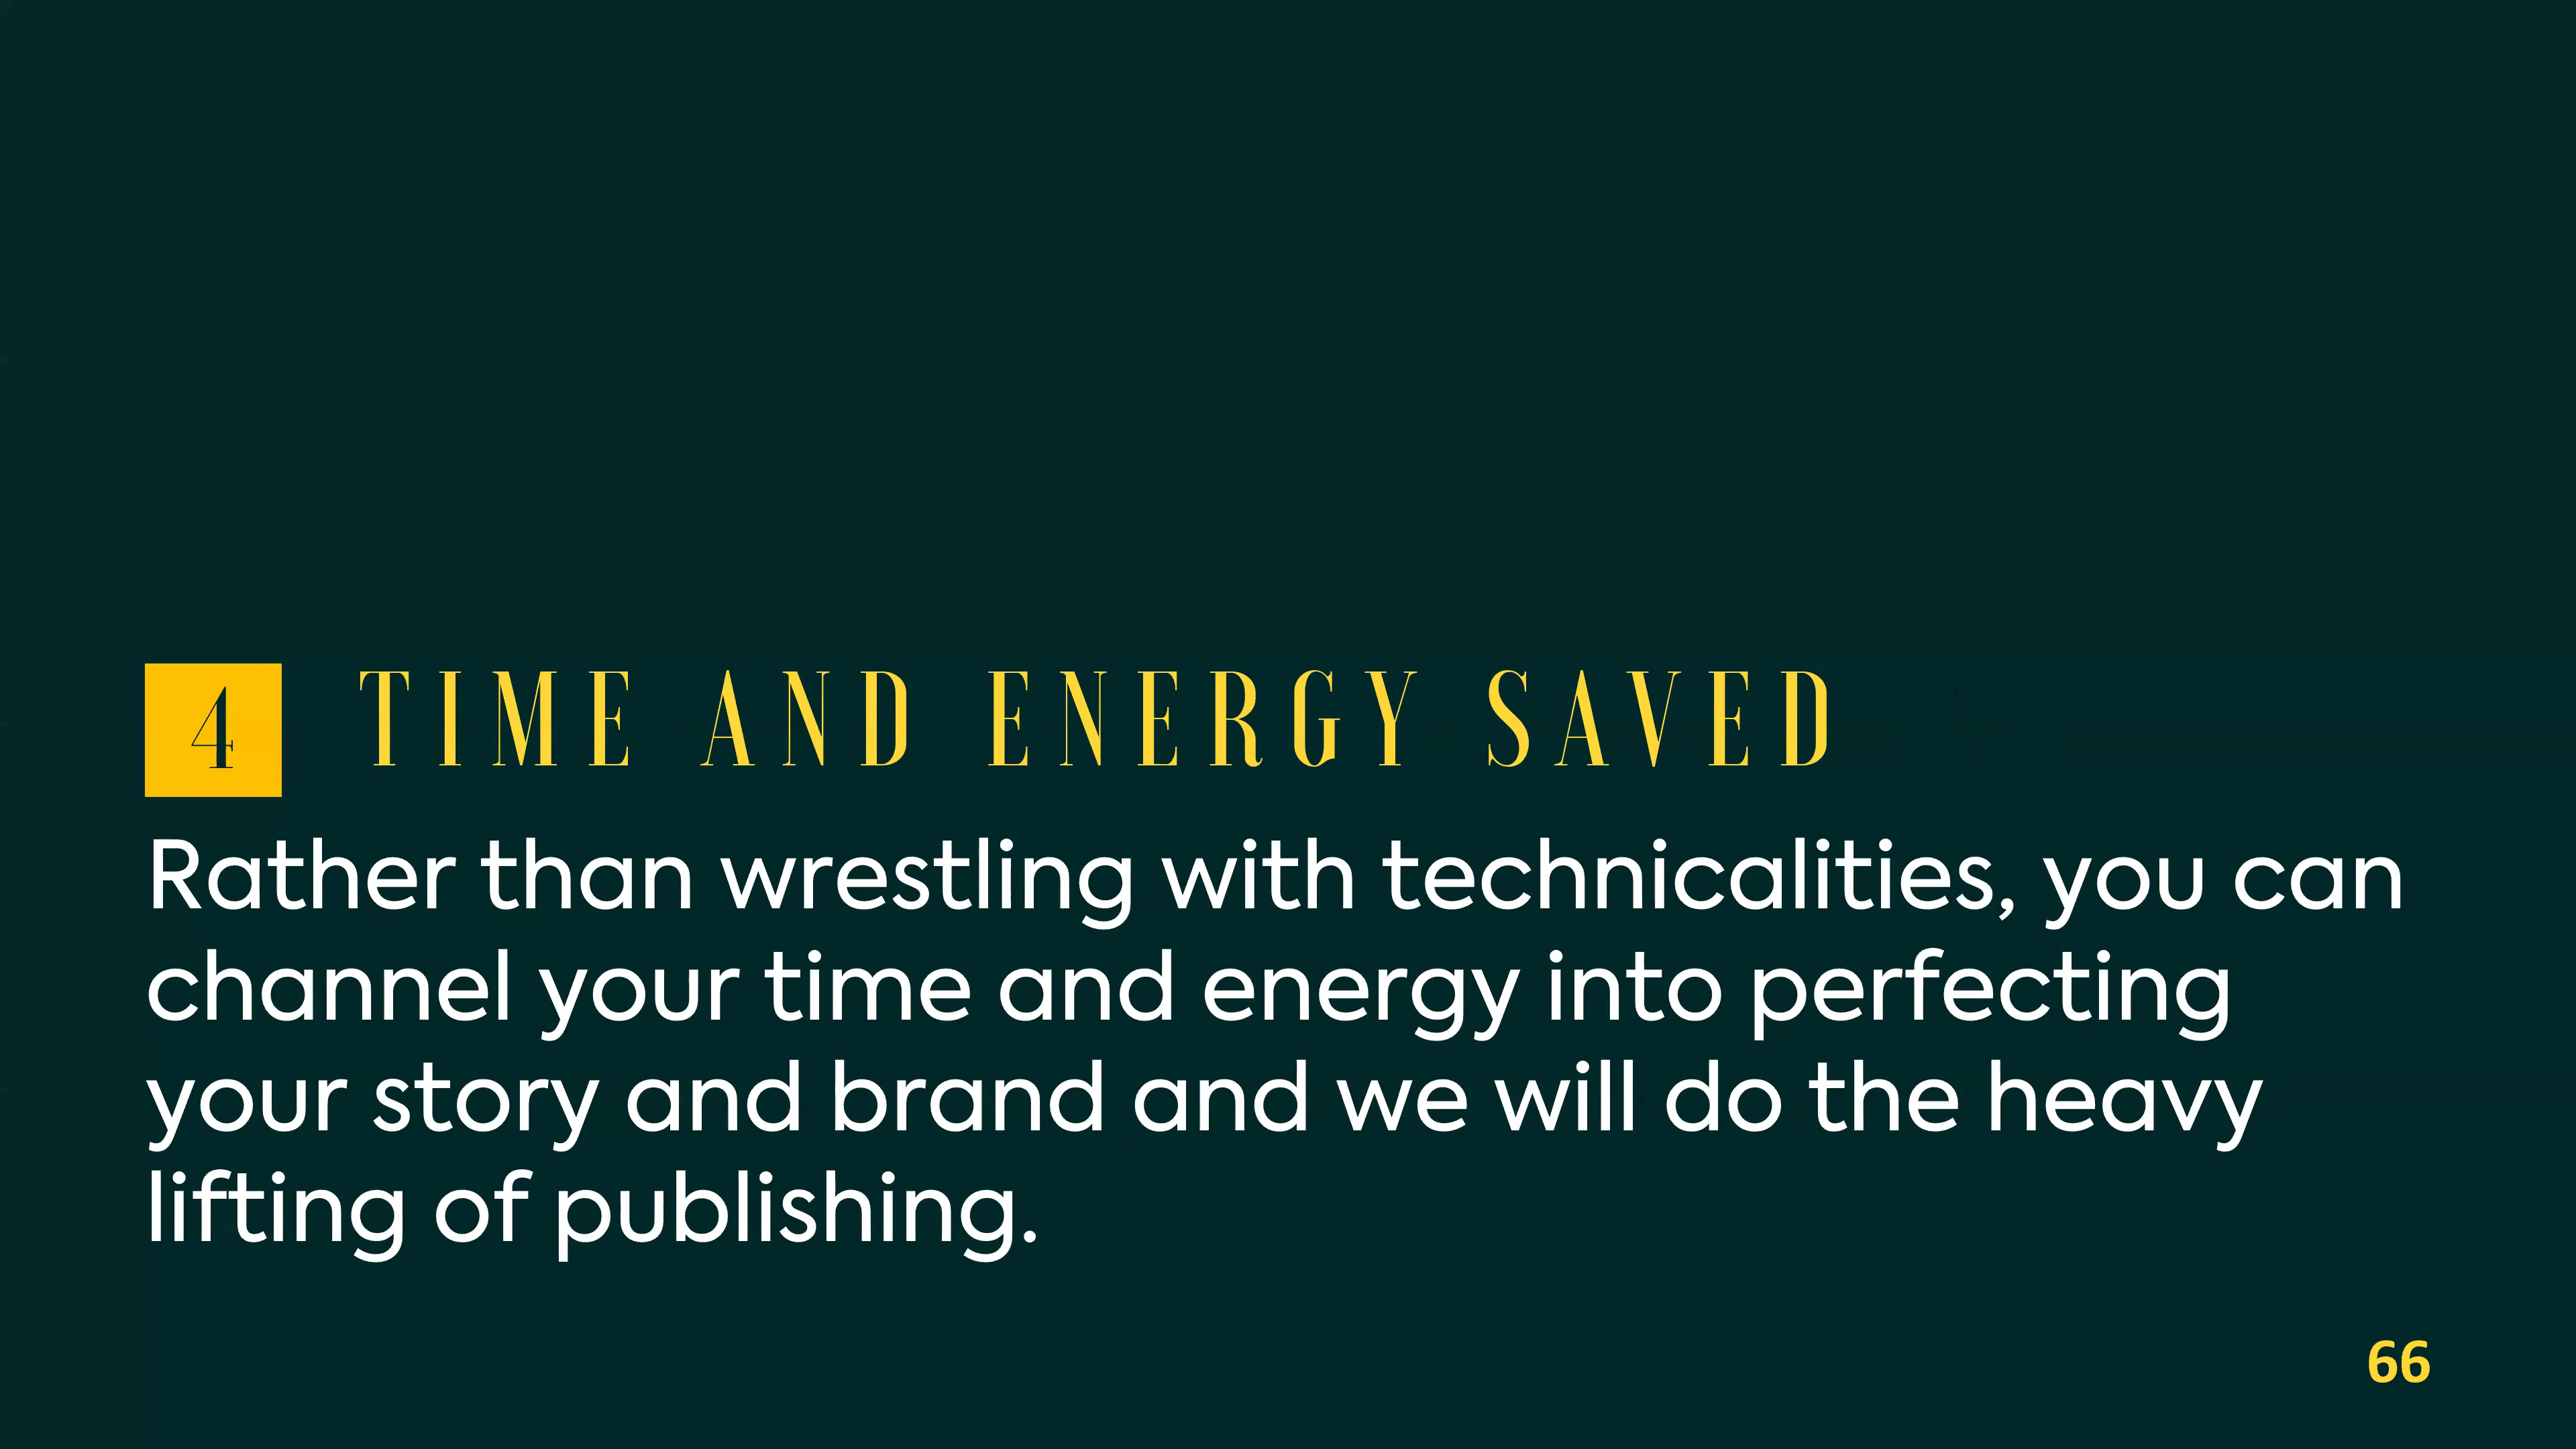 4 TIME AND ENERGY SAVED
Rather than wrestling with technicalities, you can
channel your time and energy into perfecting
your story and brand and we will do the heavy
lifting of publishing.
66